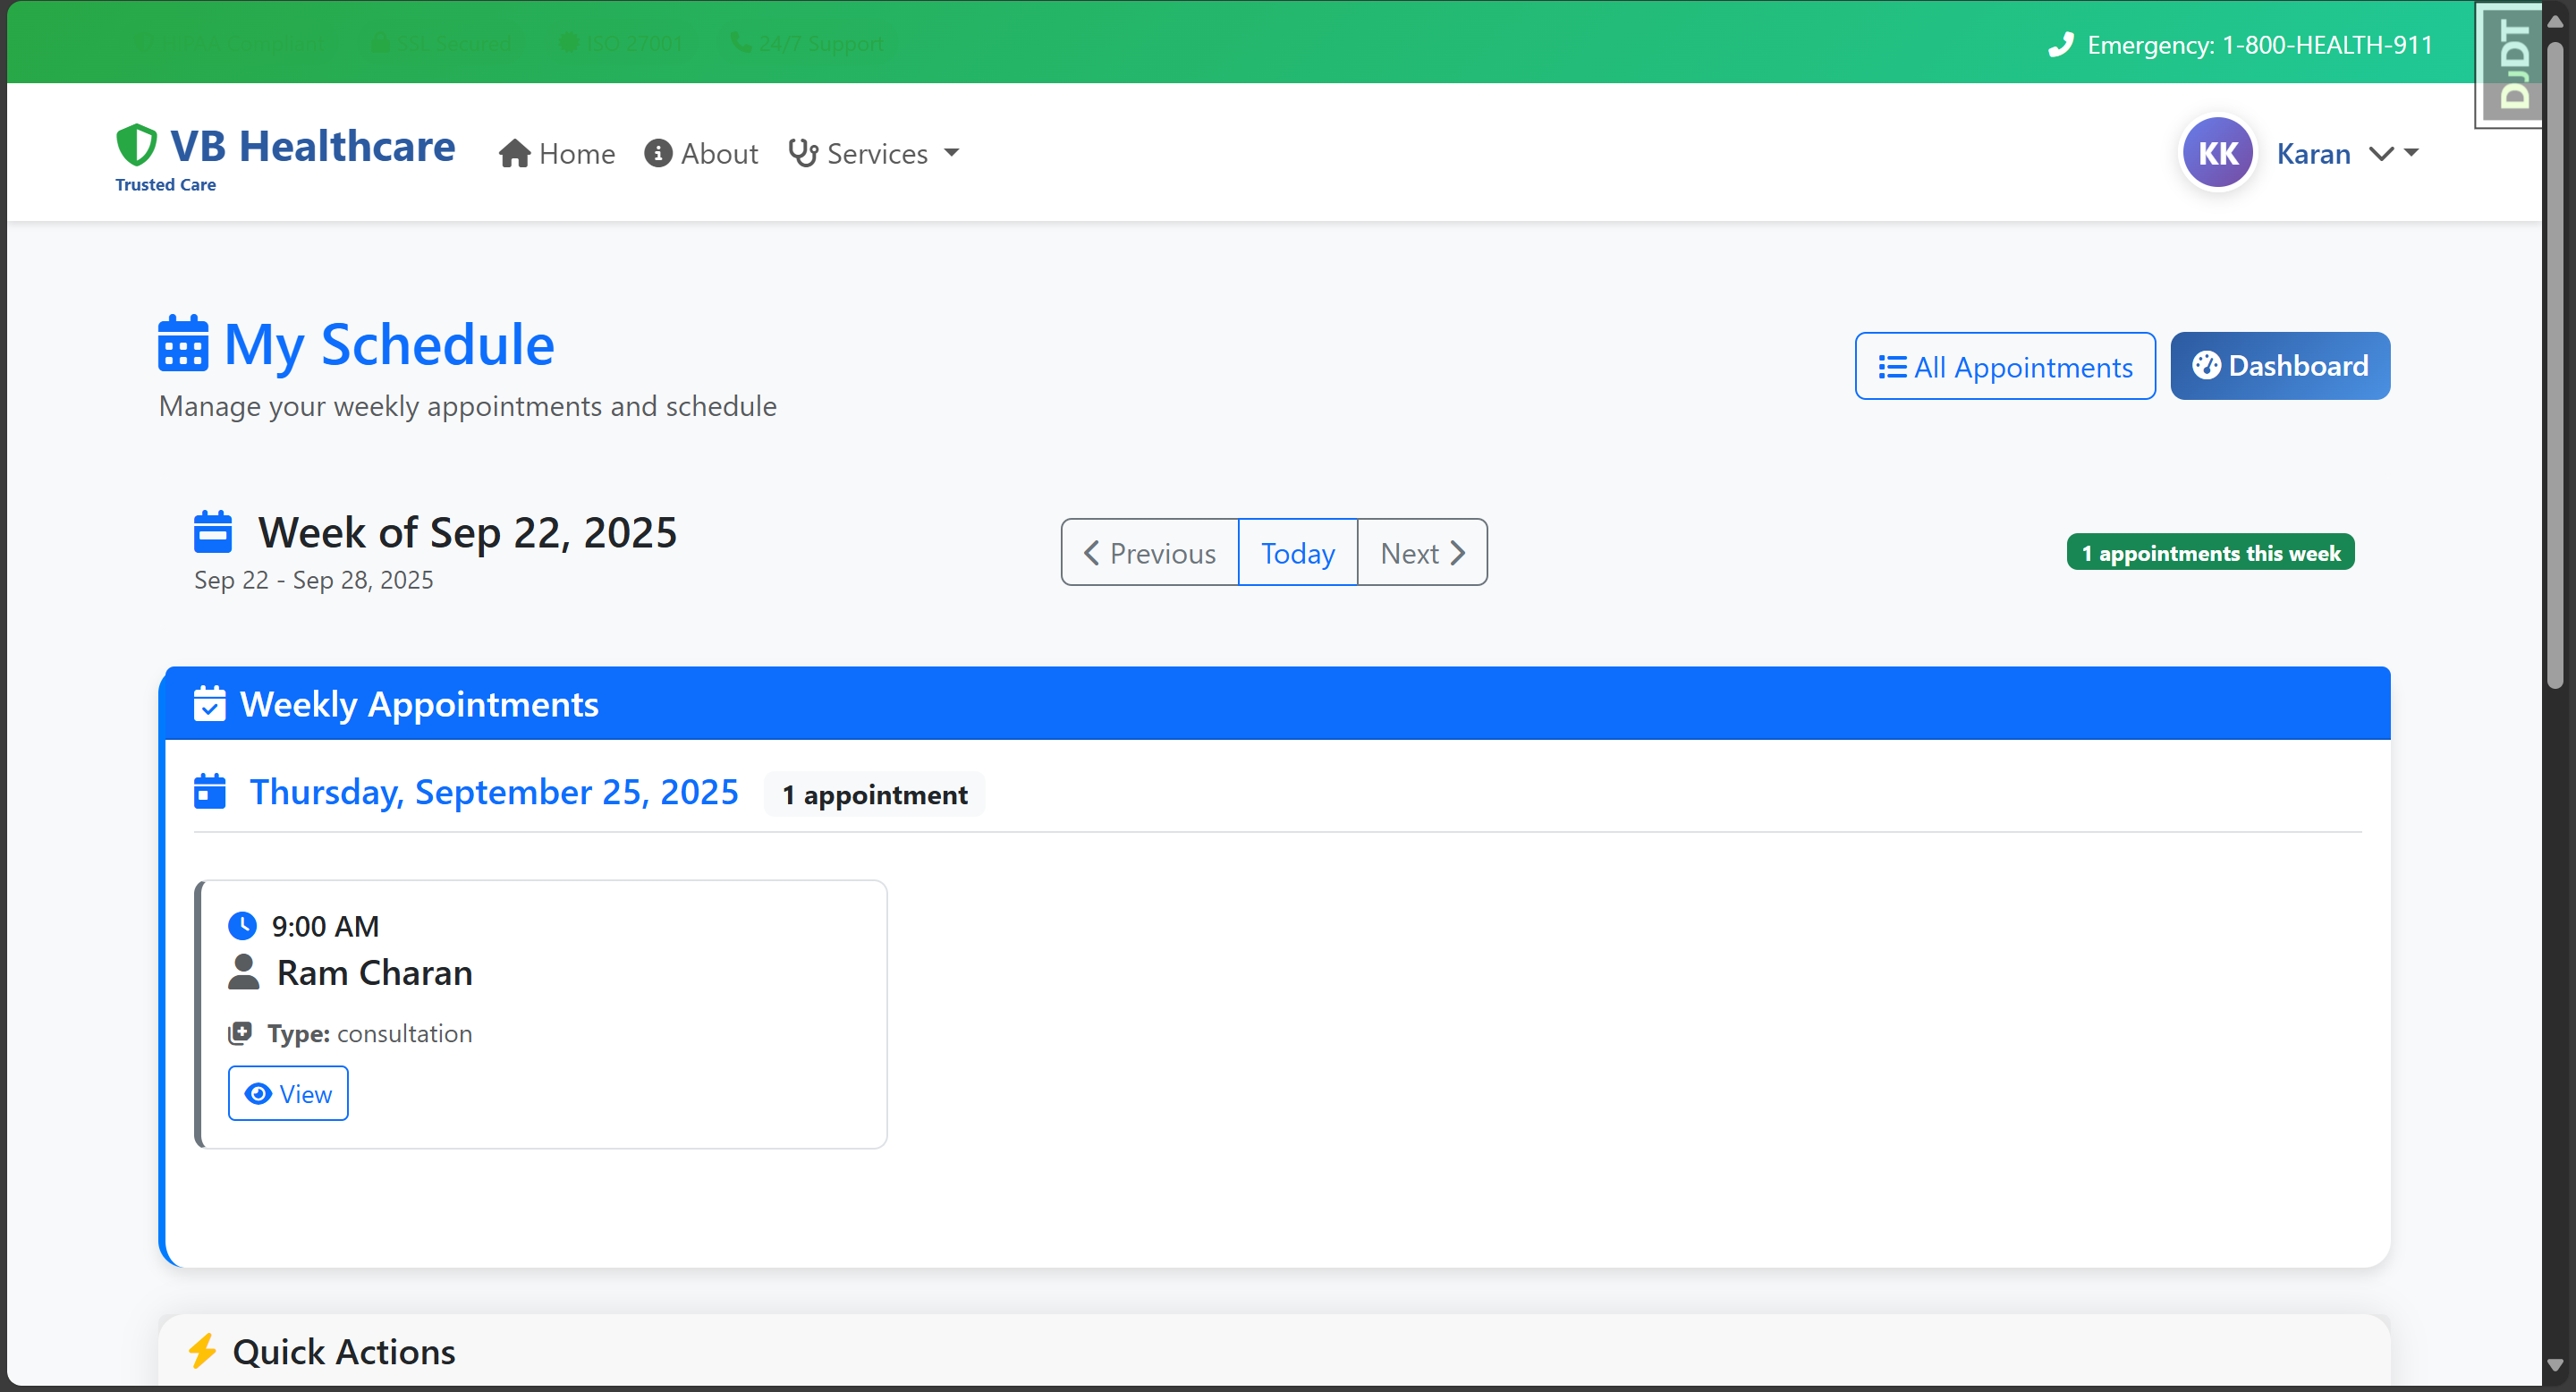 SSL Secured
ISO 27001
24/7 Support
Emergency: 1-800-HEALTH-911
DjDT
VB Healthcare
Trusted Care
Home
About
Services
KK
Karan
My Schedule
Manage your weekly appointments and schedule
All Appointments
Dashboard
Week of Sep 22, 2025
Sep 22 - Sep 28, 2025
Previous
Today
Next
1 appointments this week
Weekly Appointments
Thursday, September 25, 2025
1 appointment
9:00 AM
Ram Charan
Type: consultation
View
Quick Actions